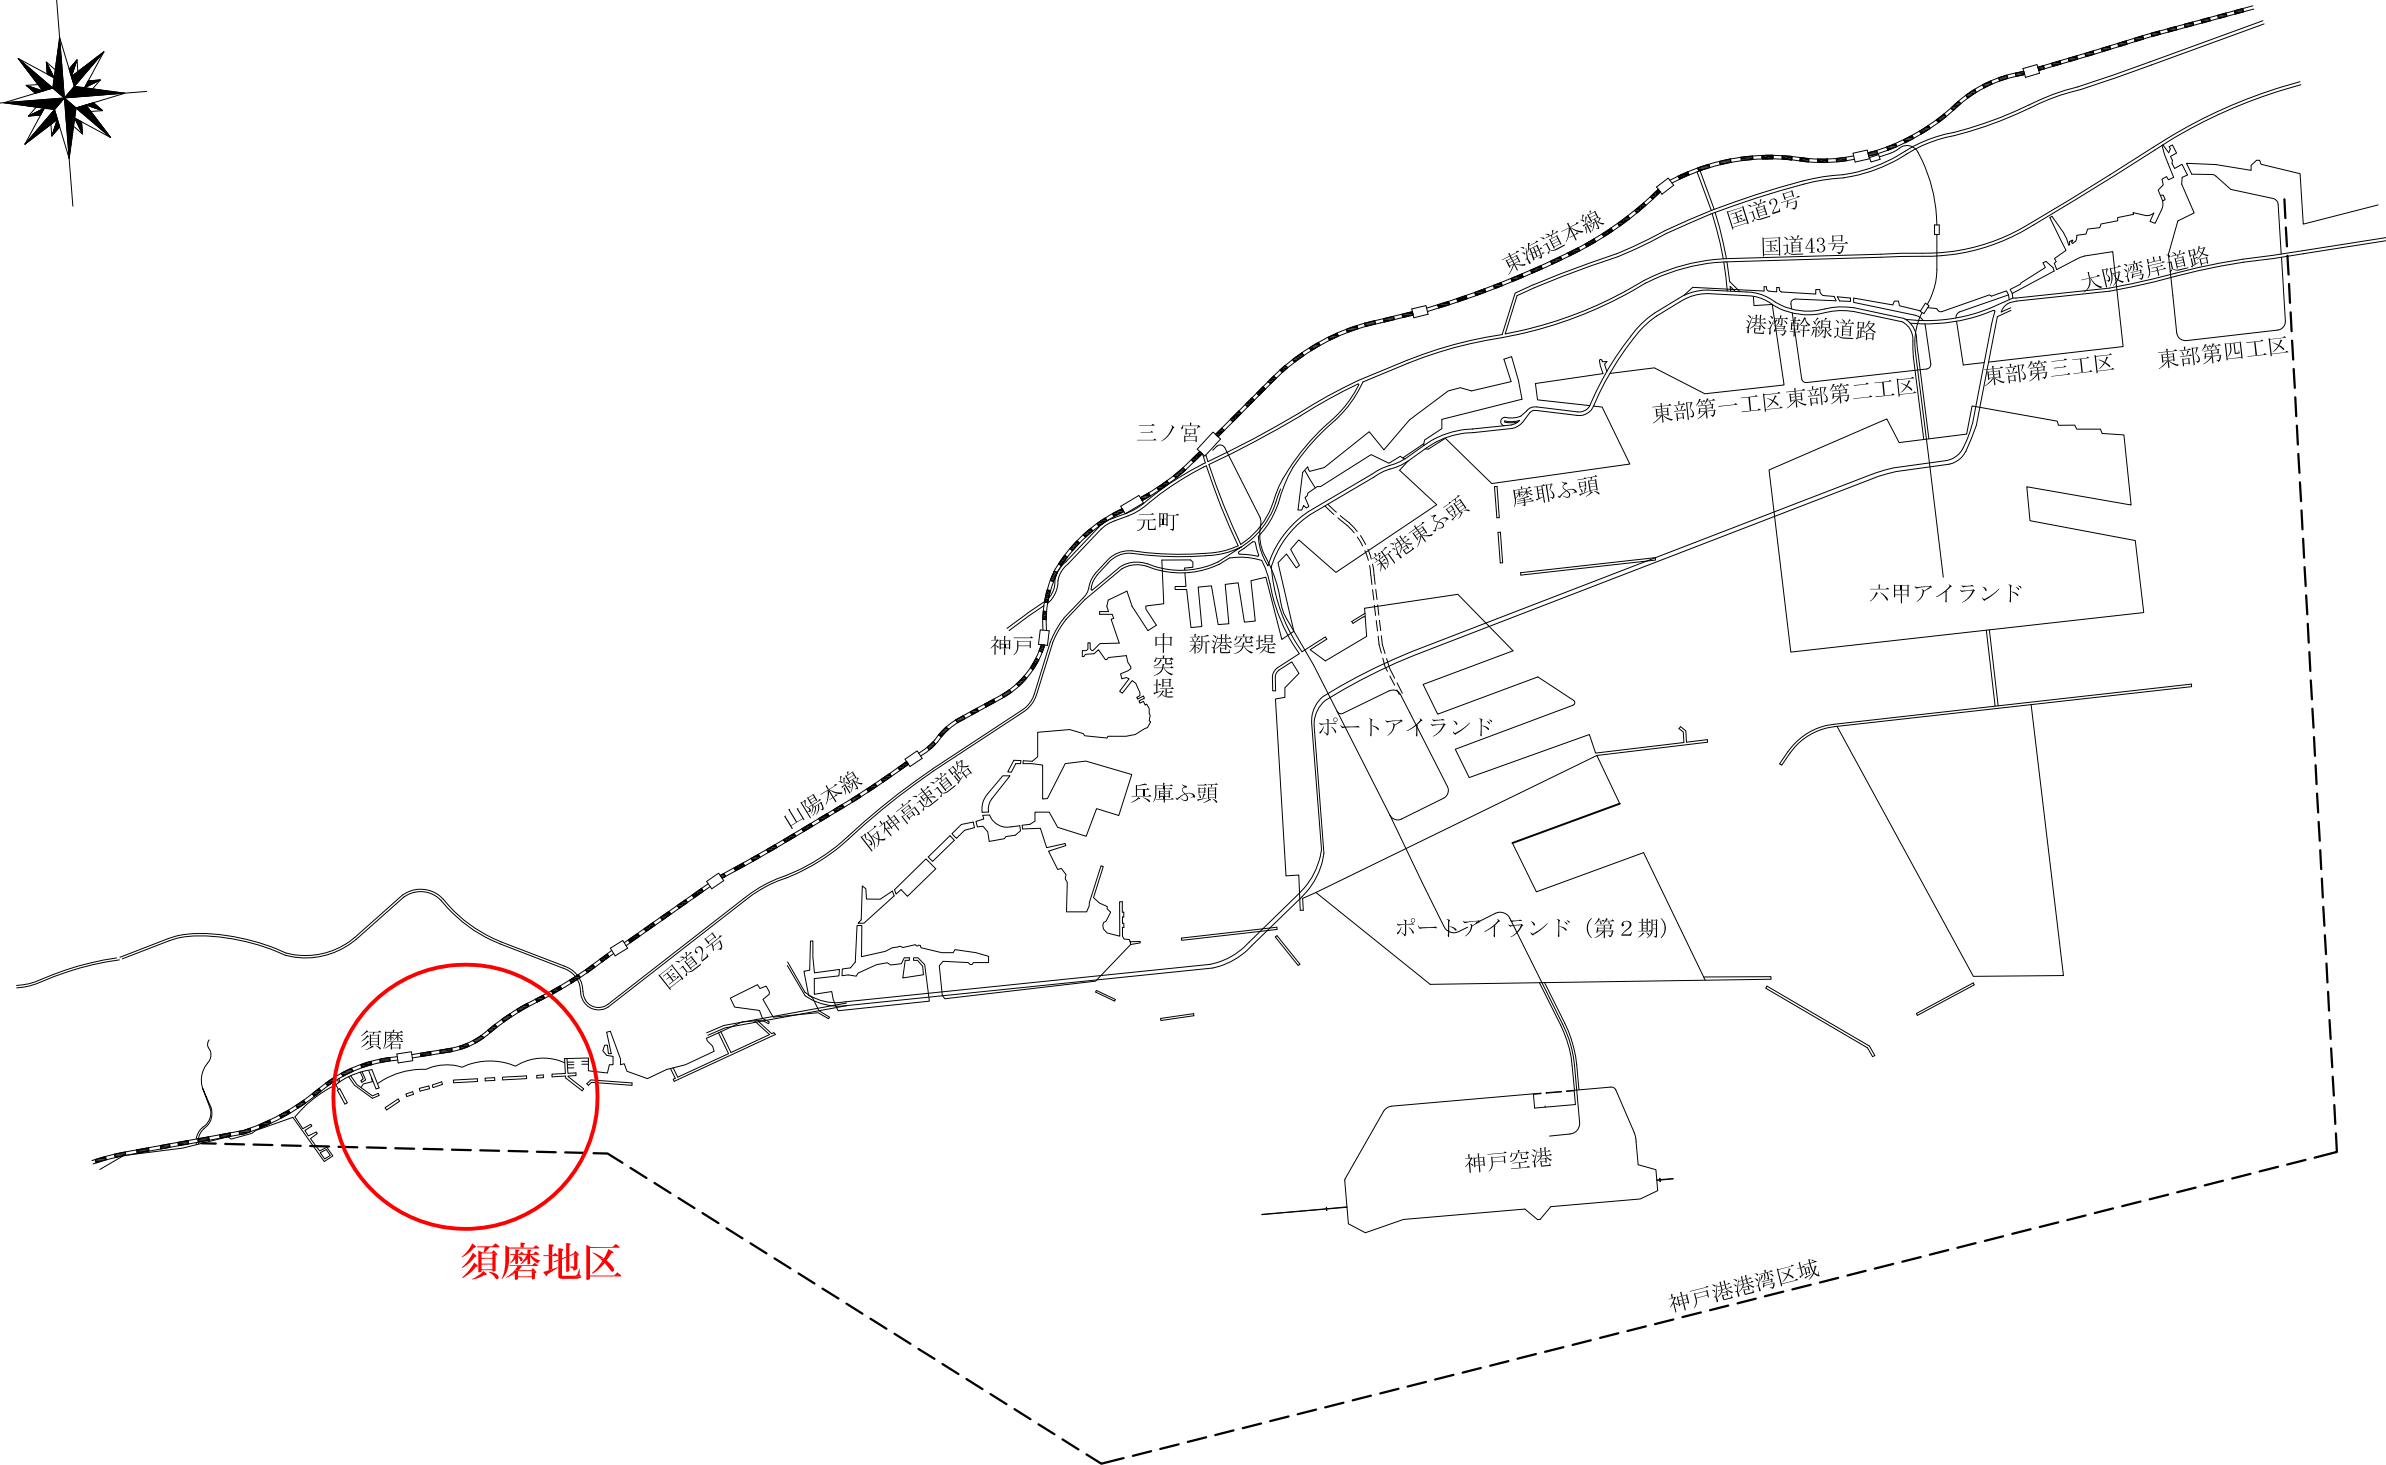 国道2号
東海道本線
国道43号
大阪湾岸道路
港湾幹線道路
東部第四工区
東部第三工区
東部第二工区
東部第一工区
三ノ宮
摩耶ふ頭
元町
新港東ふ頭
六甲アイランド
神戸
中突堤
新港突堤
ポートアイランド
山陽本線
阪神高速道路
兵庫ふ頭
ポートアイランド（第２期）
国道2号
須磨
神戸空港
須磨地区
神戸港港湾区域